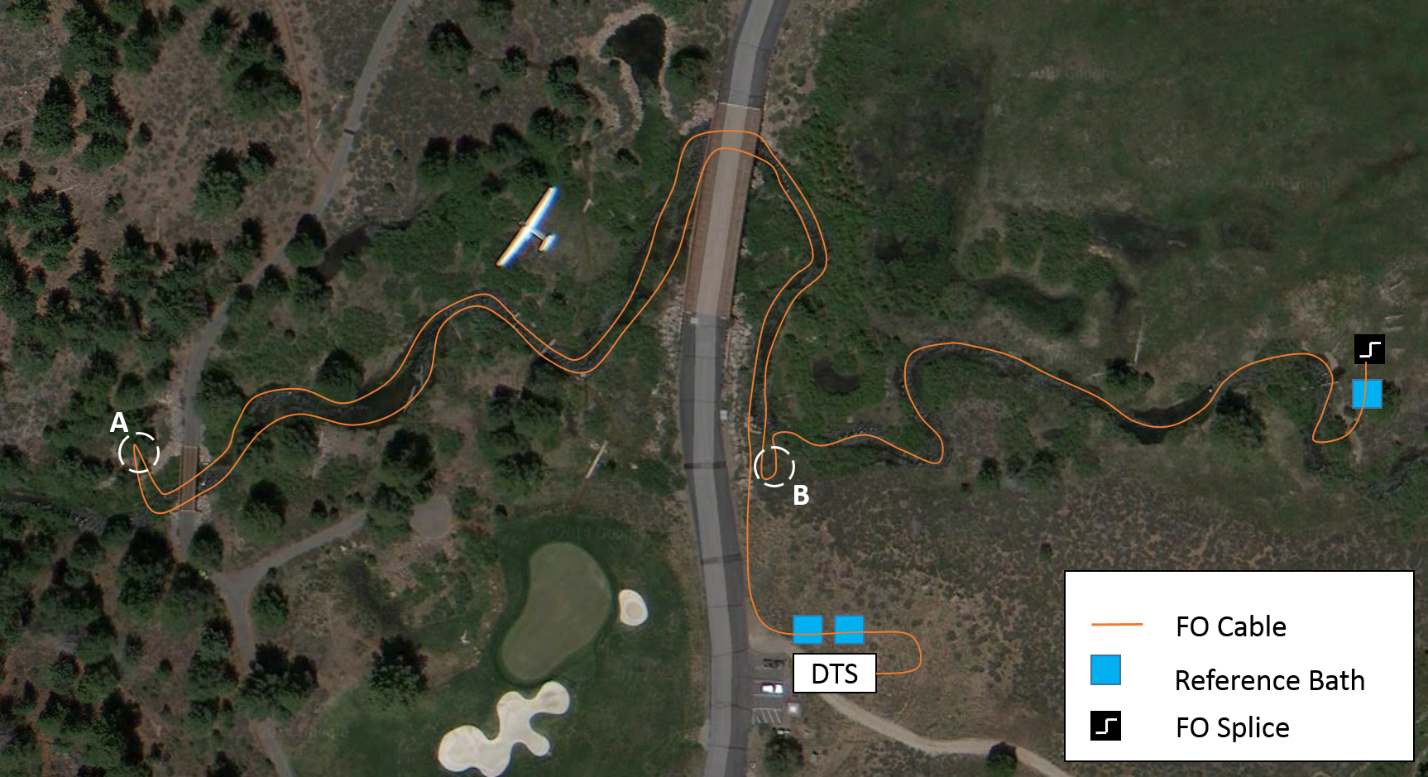 A
B
DTS
FO Cable
Reference Bath
FO Splice